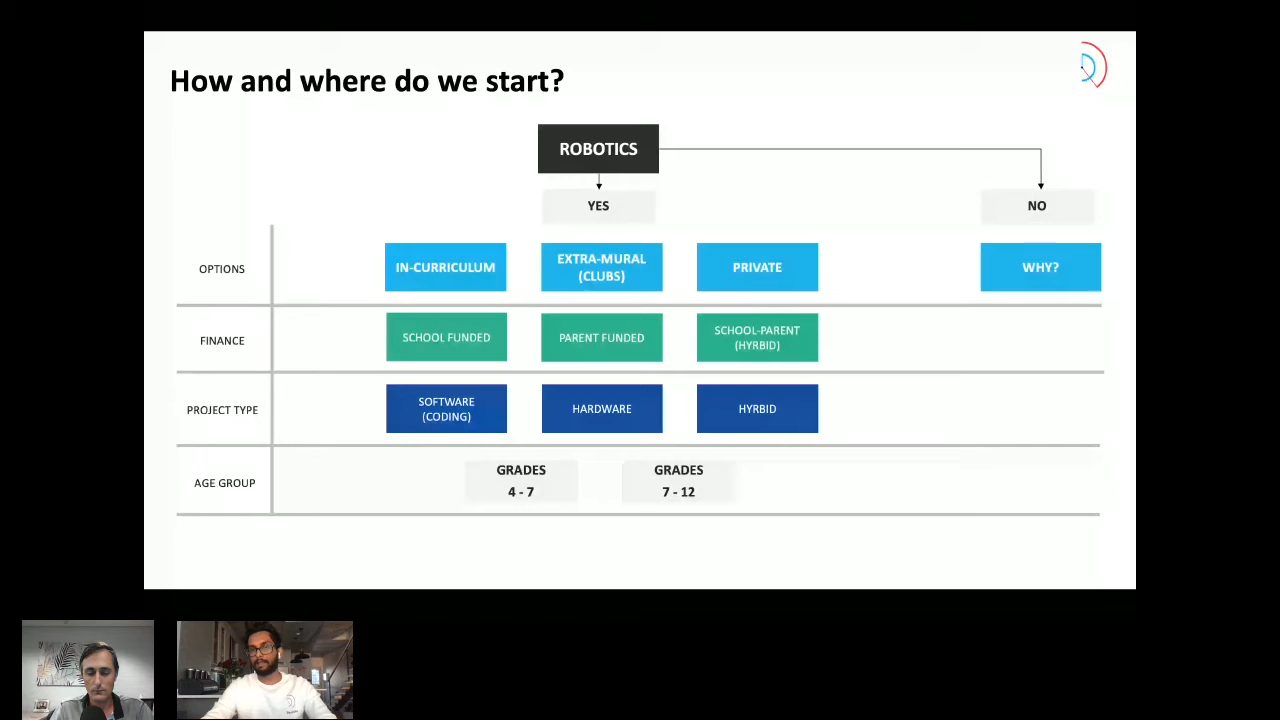 How and where do we start?
ROBOTICS
YES
NO
OPTIONS
IN-CURRICULUM
EXTRA-MURAL
(CLUBS)
PRIVATE
WHY?
FINANCE
SCHOOL FUNDED
PARENT FUNDED
SCHOOL-PARENT
(HYRBID)
PROJECT TYPE
SOFTWARE
(CODING)
HARDWARE
HYRBID
AGE GROUP
GRADES
4 - 7
GRADES
7 - 12